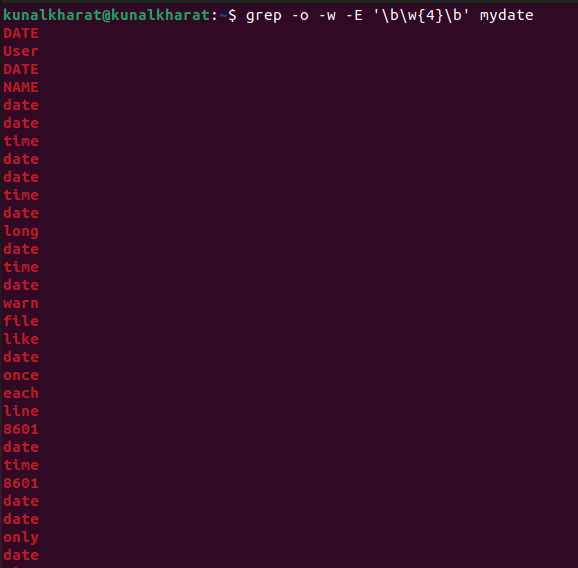 kunalkharat@kunalkharat:~$ grep -o -w -E '\b\w{4}\b' mydate
DATE
User
DATE
NAME
date
date
time
date
date
time
date
long
date
time
date
warn
file
like
date
once
each
line
8601
date
time
8601
date
date
only
date